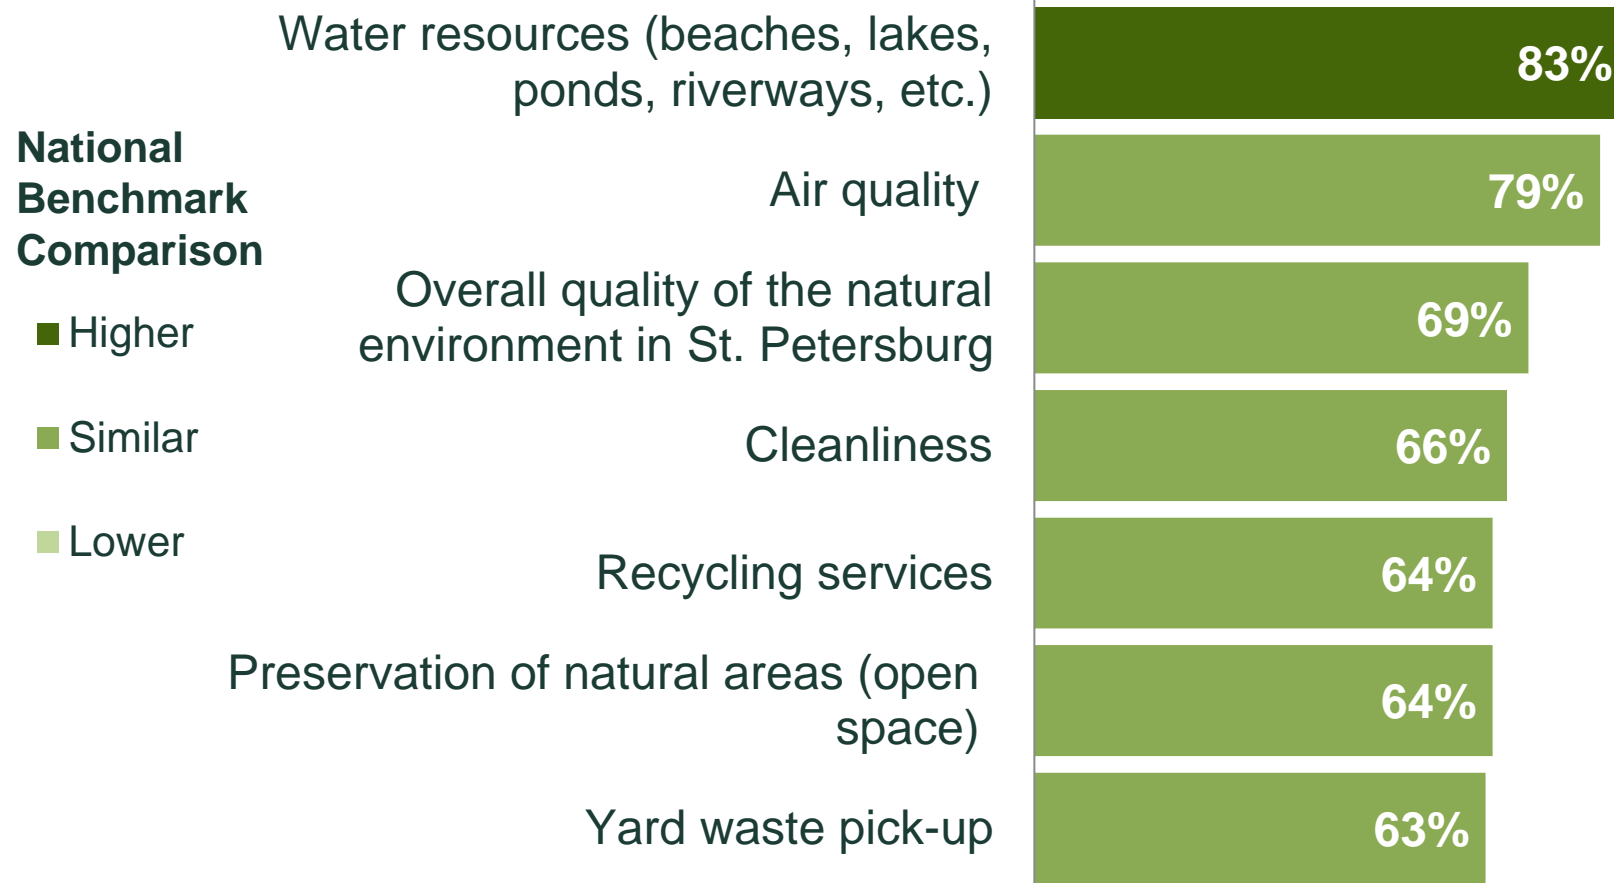 Water resources (beaches, lakes,
ponds, riverways, etc.)
83%
National
Benchmark
Comparison
Higher
Similar
Lower
Air quality
79%
Overall quality of the natural
environment in St. Petersburg
69%
Cleanliness
66%
Recycling services
64%
Preservation of natural areas (open
space)
64%
Yard waste pick-up
63%